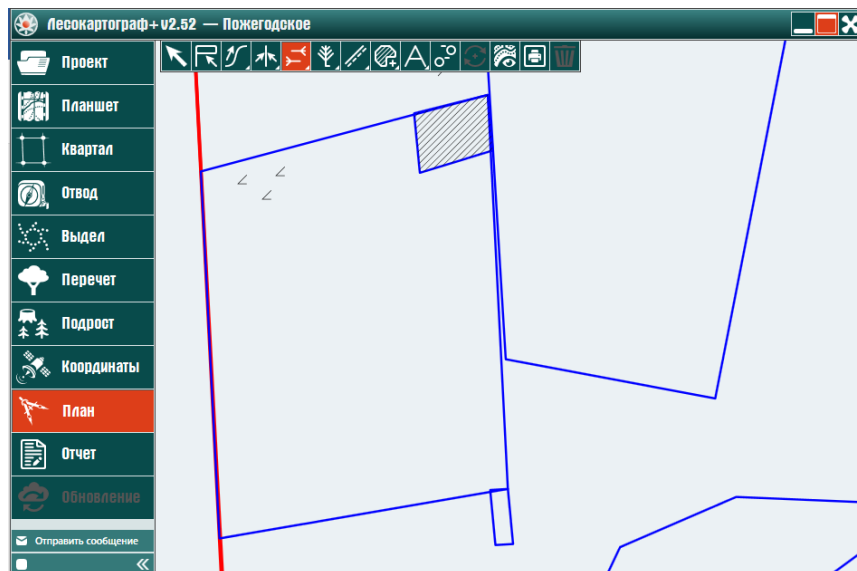 Лесокартограф+ v2.52 — Пожегодское
Проект
Планшет
Квартал
Отвод
Выдел
Перечет
Подрост
Координаты
План
Отчет
Обновление
Отправить сообщение